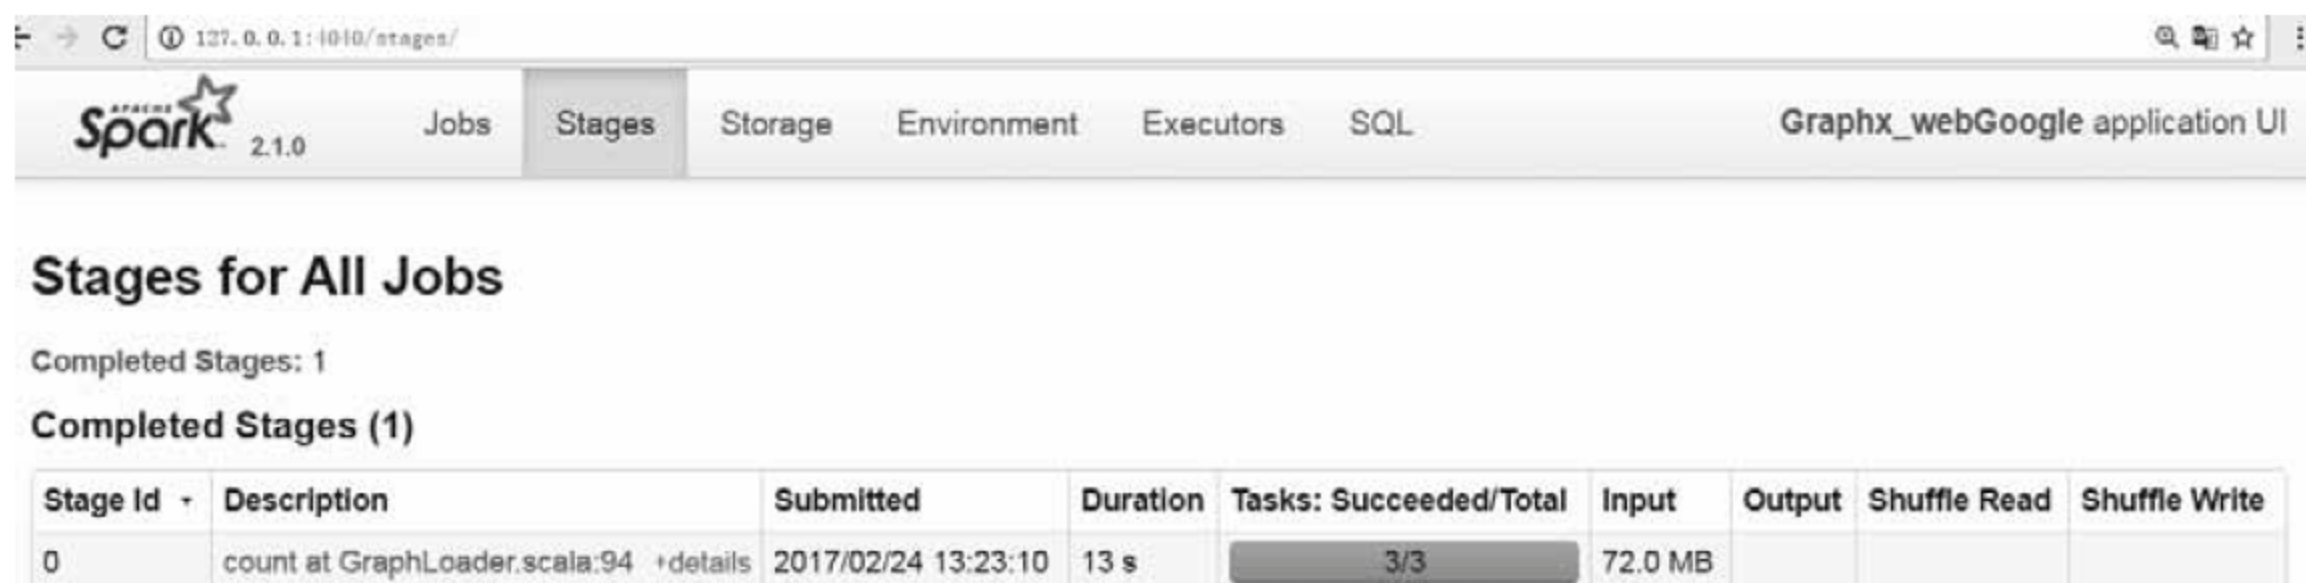 127.0.0.1:4040/stages/
APACHE
Spark 2.1.0 Jobs Stages Storage Environment Executors SQL Graphx_webGoogle application UI
Stages for All Jobs
Completed Stages: 1
Completed Stages (1)
Stage Id Description Submitted Duration Tasks: Succeeded/Total Input Output Shuffle Read Shuffle Write
0 count at GraphLoader.scala:94 +details 2017/02/24 13:23:10 13 s 3/3 72.0 MB